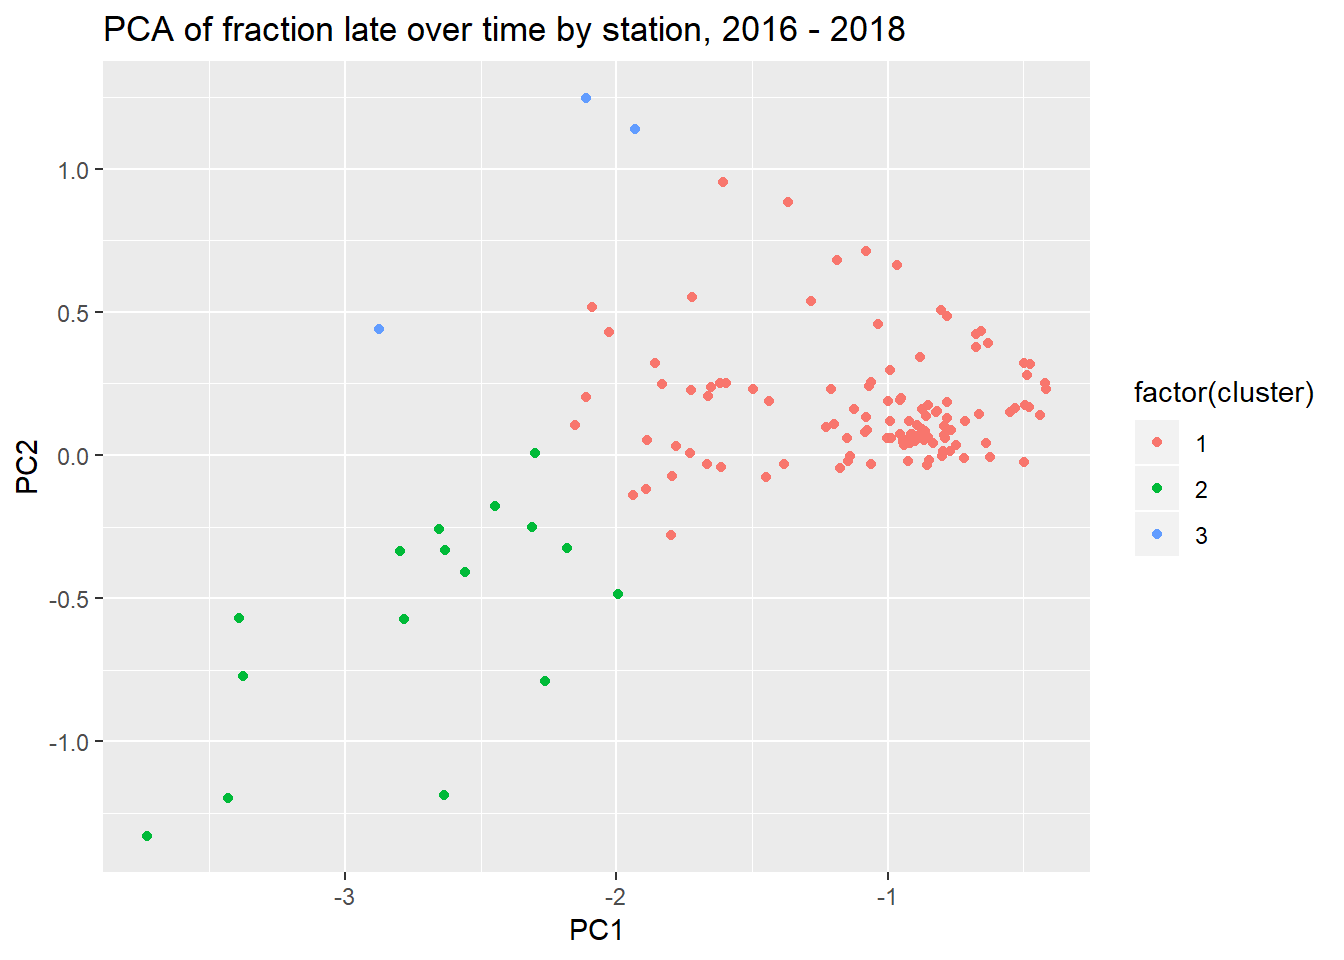 PCA of fraction late over time by station, 2016 - 2018
1.0
0.5
0.0
-0.5
-1.0
PC2
-3
-2
-1
PC1
factor(cluster)
1
2
3